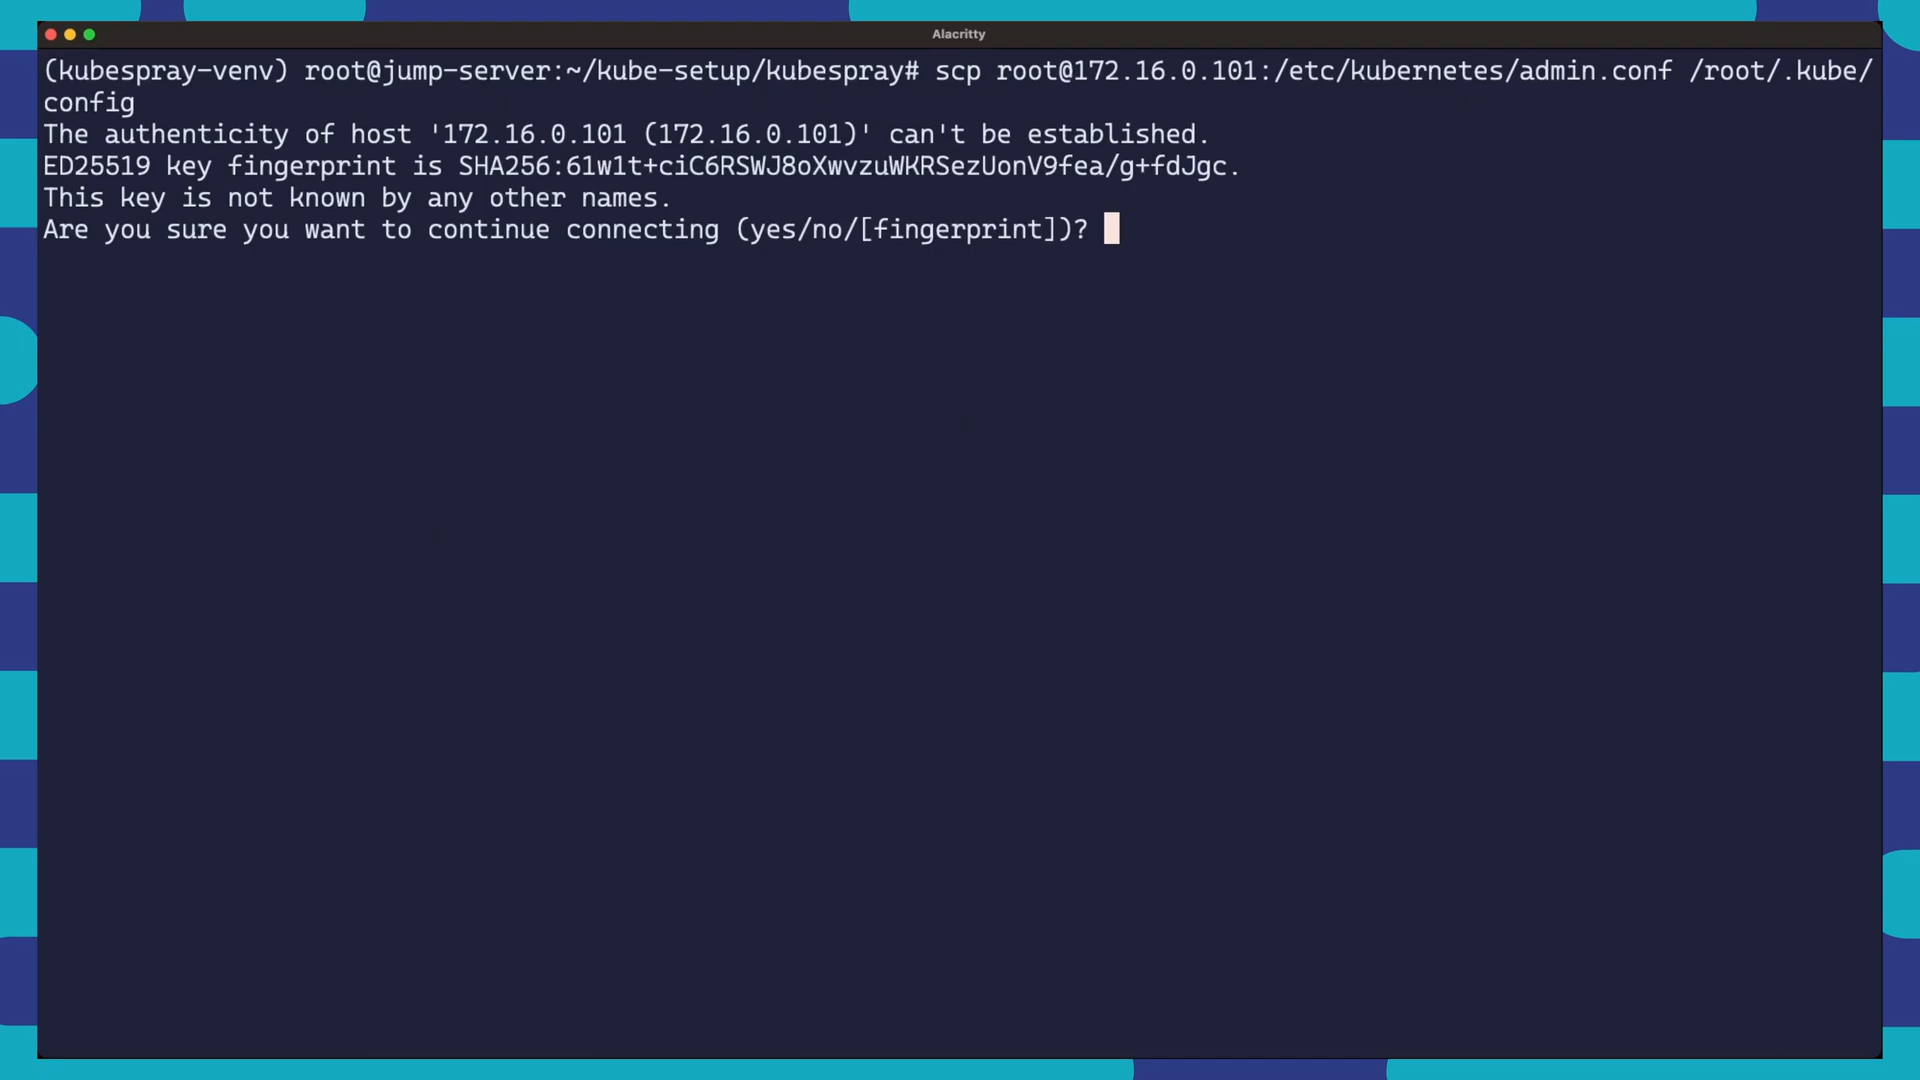 Alacritty
(kubespray-venv) root@jump-server:~/kube-setup/kubespray# scp root@172.16.0.101:/etc/kubernetes/admin.conf /root/.kube/
config
The authenticity of host '172.16.0.101 (172.16.0.101)' can't be established.
ED25519 key fingerprint is SHA256:61w1t+ciC6RSWJ8oXwvzuWKRSezUonV9fea/g+fdJgc.
This key is not known by any other names.
Are you sure you want to continue connecting (yes/no/[fingerprint])?